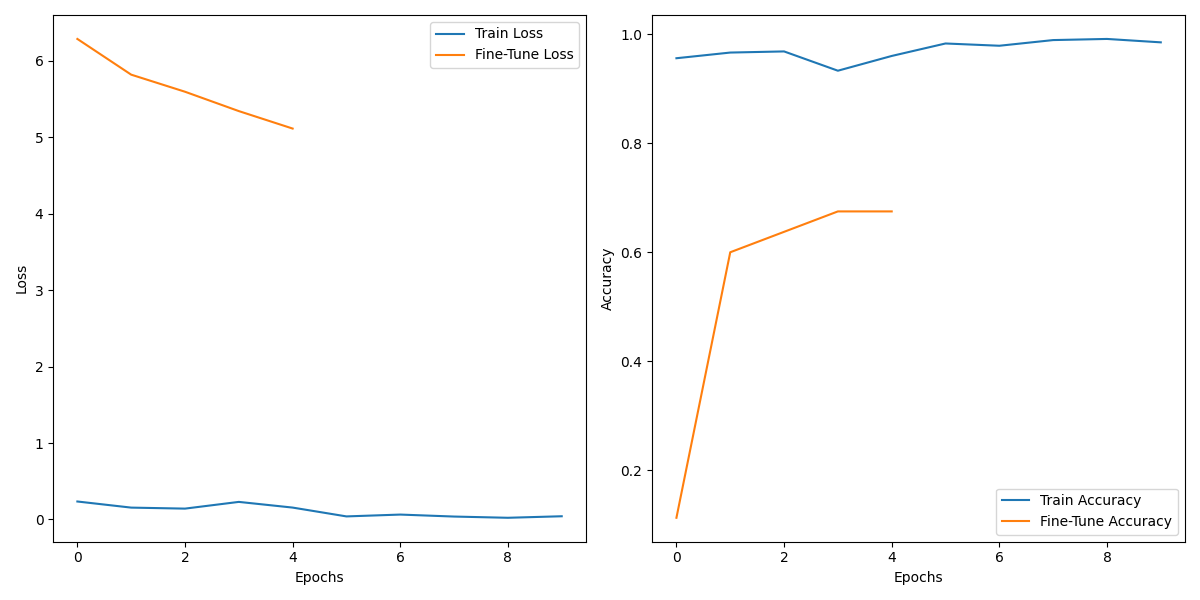 Train Loss
Fine-Tune Loss
6
5
4
3
2
1
0
Loss
0 2 4 6 8
Epochs
1.0
0.8
0.6
0.4
0.2
Accuracy
Train Accuracy
Fine-Tune Accuracy
0 2 4 6 8
Epochs